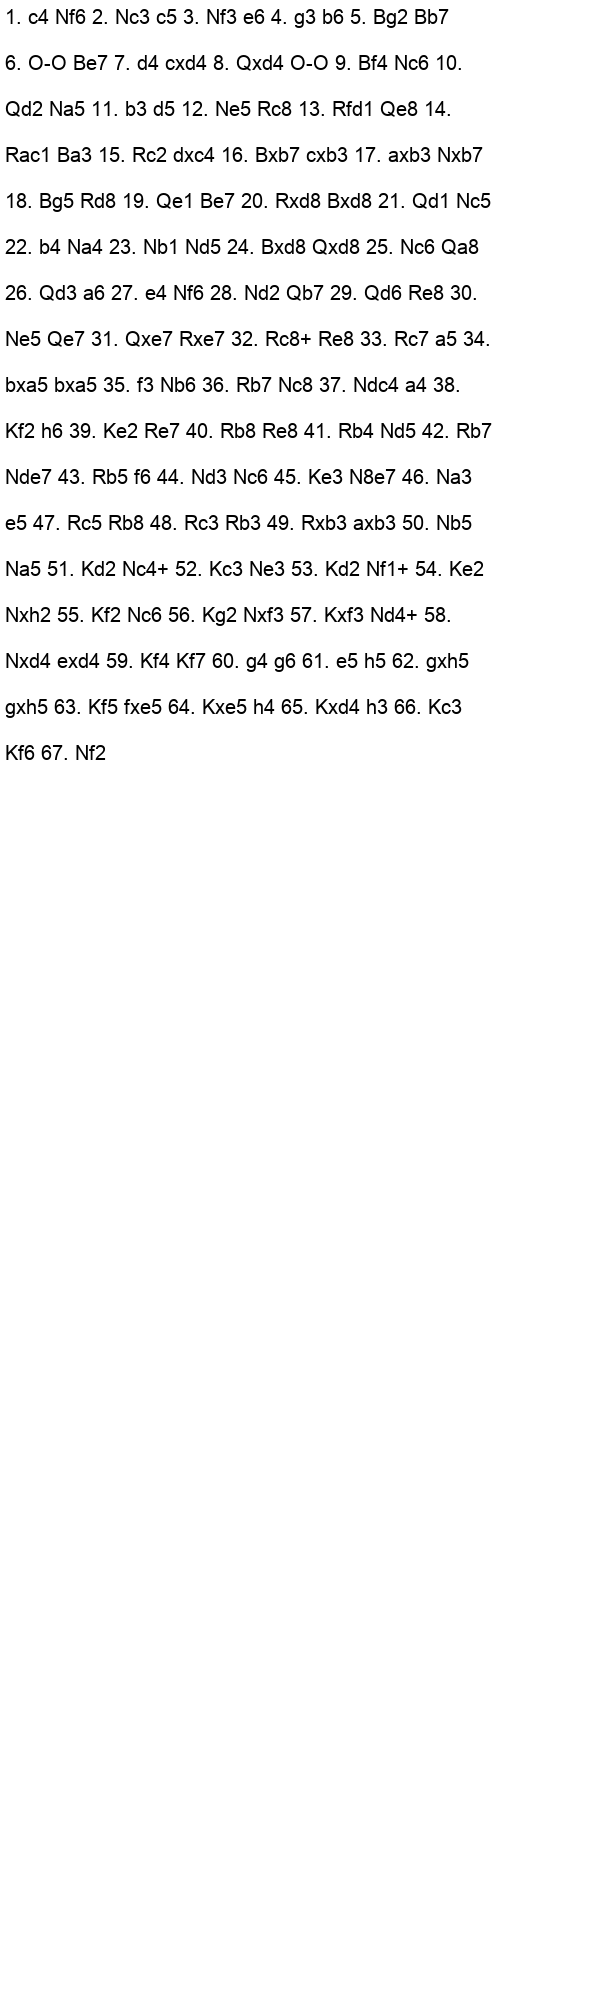 1. c4 Nf6 2. Nc3 c5 3. Nf3 e6 4. g3 b6 5. Bg2 Bb7
6. O-O Be7 7. d4 cxd4 8. Qxd4 O-O 9. Bf4 Nc6 10.
Qd2 Na5 11. b3 d5 12. Ne5 Rc8 13. Rfd1 Qe8 14.
Rac1 Ba3 15. Rc2 dxc4 16. Bxb7 cxb3 17. axb3 Nxb7
18. Bg5 Rd8 19. Qe1 Be7 20. Rxd8 Bxd8 21. Qd1 Nc5
22. b4 Na4 23. Nb1 Nd5 24. Bxd8 Qxd8 25. Nc6 Qa8
26. Qd3 a6 27. e4 Nf6 28. Nd2 Qb7 29. Qd6 Re8 30.
Ne5 Qe7 31. Qxe7 Rxe7 32. Rc8+ Re8 33. Rc7 a5 34.
bxa5 bxa5 35. f3 Nb6 36. Rb7 Nc8 37. Ndc4 a4 38.
Kf2 h6 39. Ke2 Re7 40. Rb8 Re8 41. Rb4 Nd5 42. Rb7
Nde7 43. Rb5 f6 44. Nd3 Nc6 45. Ke3 N8e7 46. Na3
e5 47. Rc5 Rb8 48. Rc3 Rb3 49. Rxb3 axb3 50. Nb5
Na5 51. Kd2 Nc4+ 52. Kc3 Ne3 53. Kd2 Nf1+ 54. Ke2
Nxh2 55. Kf2 Nc6 56. Kg2 Nxf3 57. Kxf3 Nd4+ 58.
Nxd4 exd4 59. Kf4 Kf7 60. g4 g6 61. e5 h5 62. gxh5
gxh5 63. Kf5 fxe5 64. Kxe5 h4 65. Kxd4 h3 66. Kc3
Kf6 67. Nf2